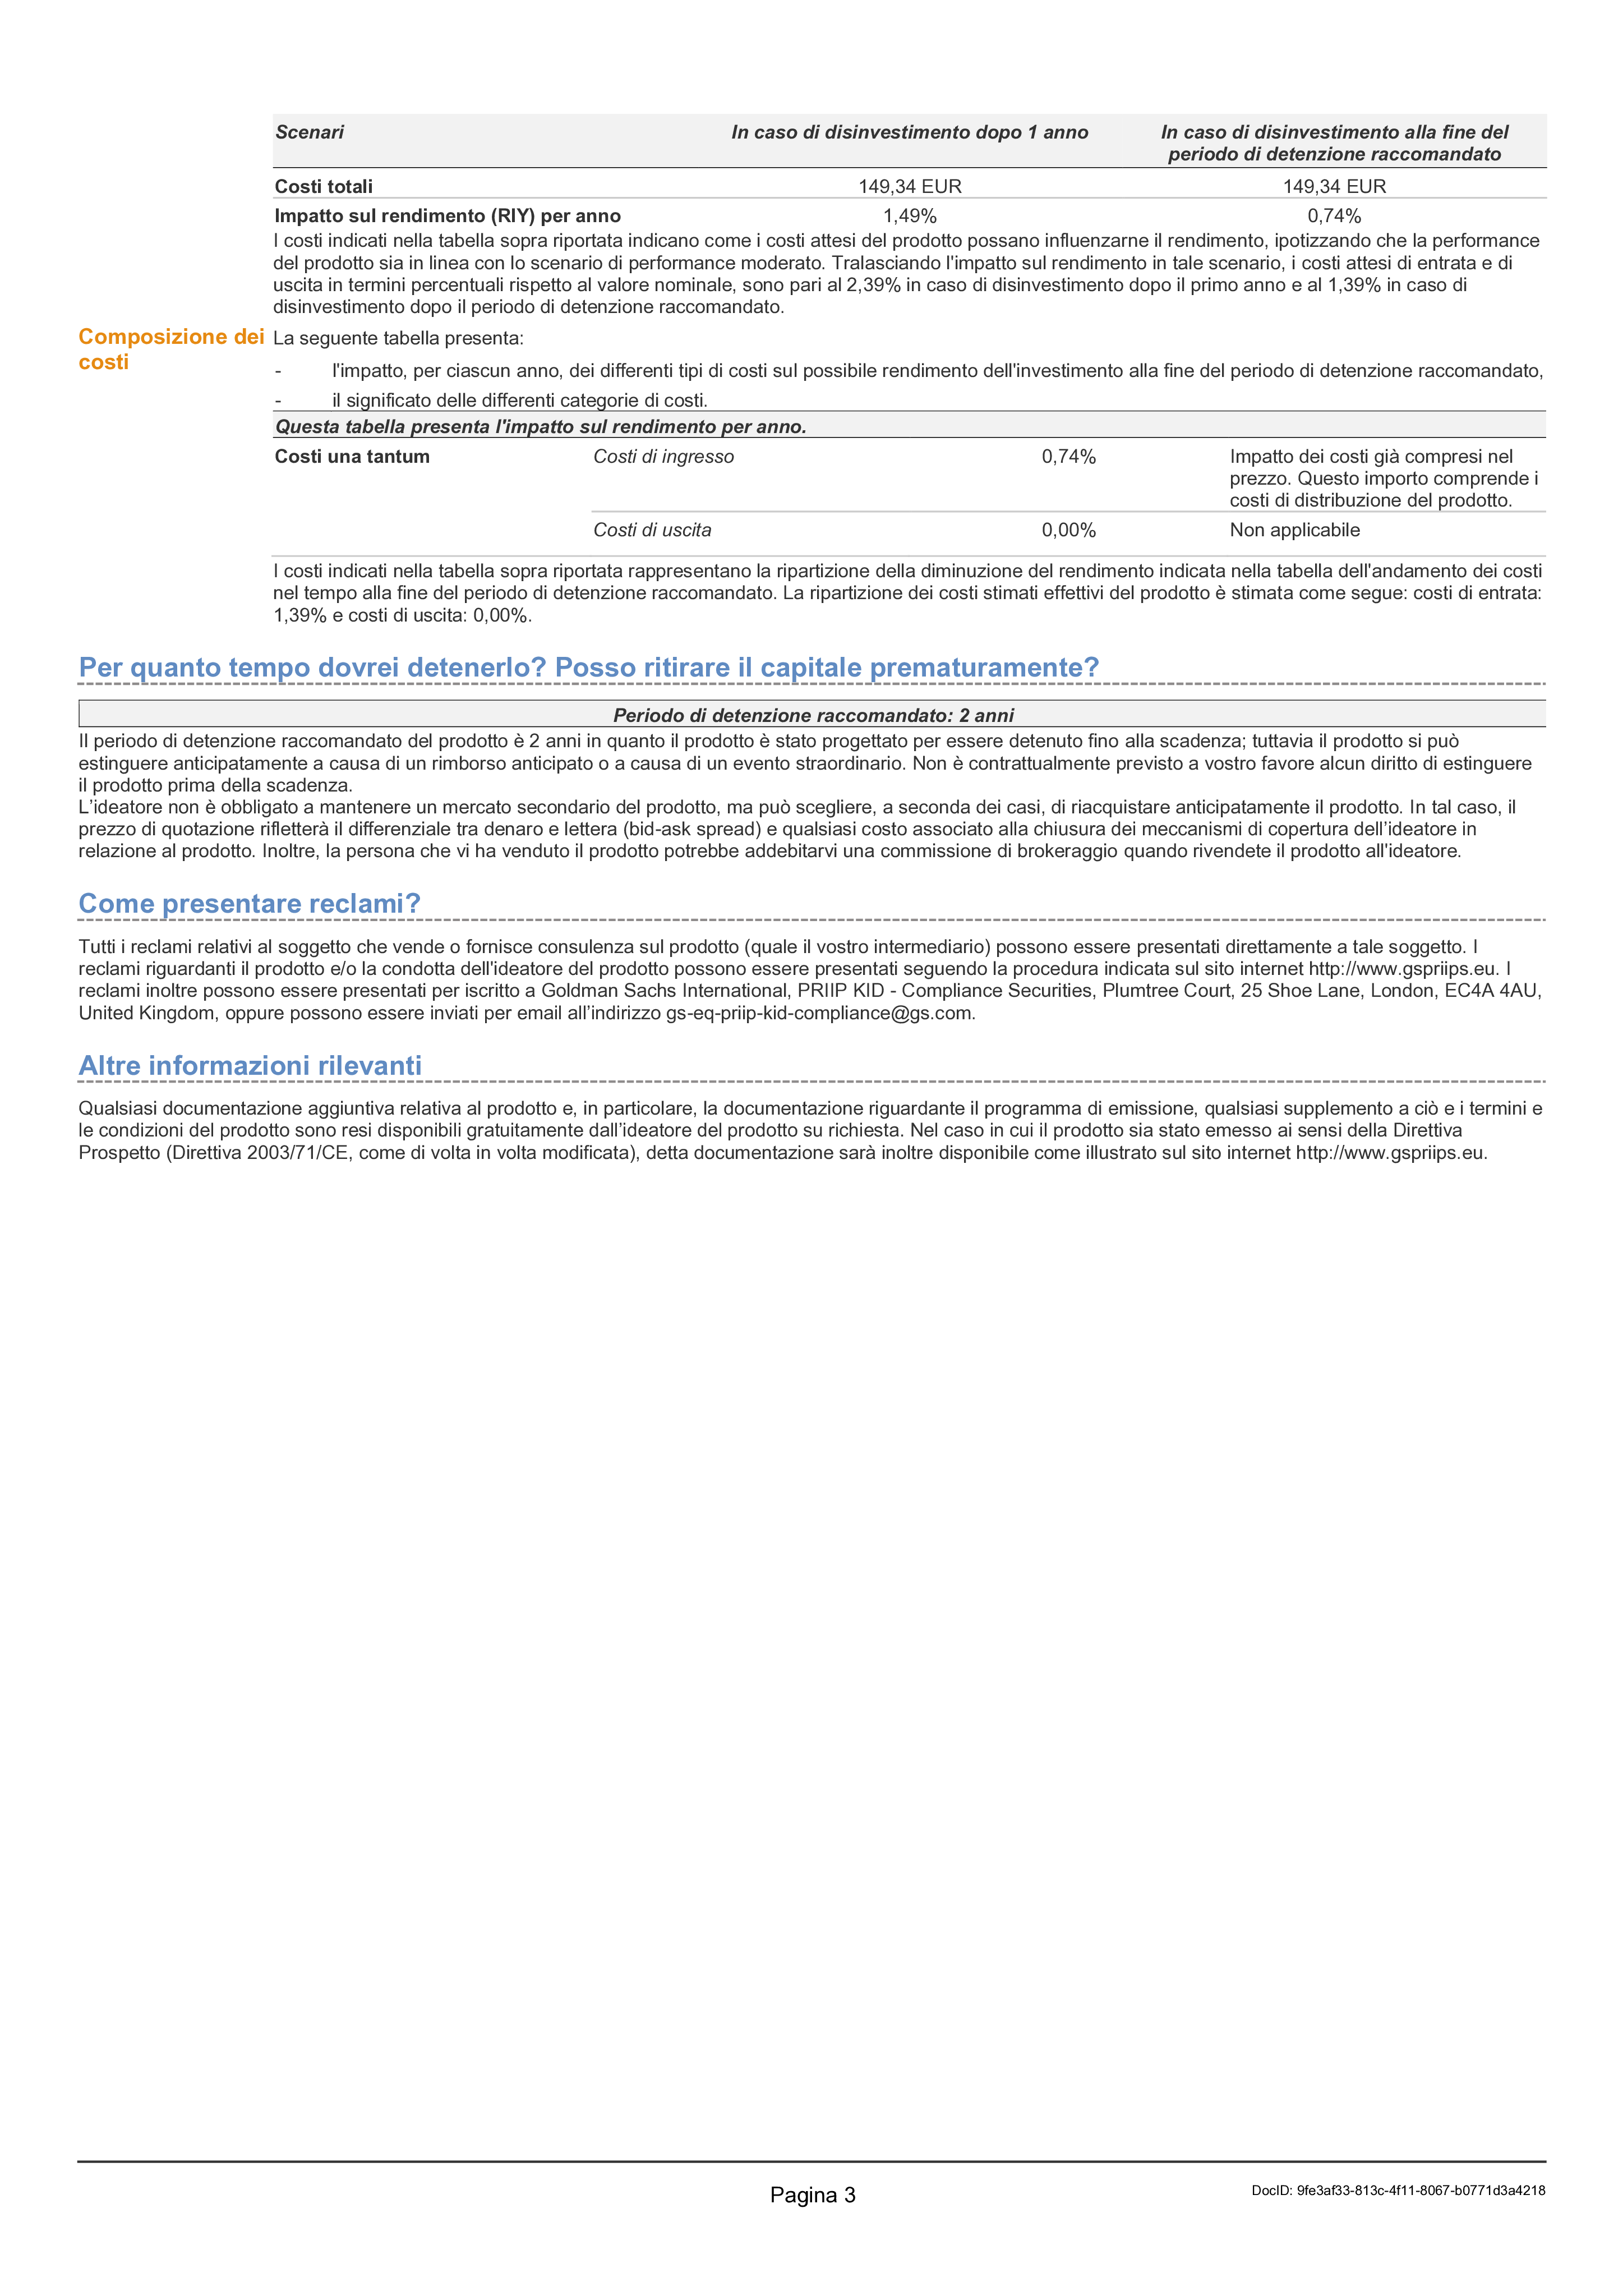 Scenari In caso di disinvestimento dopo 1 anno In caso di disinvestimento alla fine del
periodo di detenzione raccomandato
Costi totali 149,34 EUR 149,34 EUR
Impatto sul rendimento (RIY) per anno 1,49% 0,74%
I costi indicati nella tabella sopra riportata indicano come i costi attesi del prodotto possano influenzarne il rendimento, ipotizzando che la performance
del prodotto sia in linea con lo scenario di performance moderato. Tralasciando l'impatto sul rendimento in tale scenario, i costi attesi di entrata e di
uscita in termini percentuali rispetto al valore nominale, sono pari al 2,39% in caso di disinvestimento dopo il primo anno e al 1,39% in caso di
disinvestimento dopo il periodo di detenzione raccomandato.
Composizione dei
costi
La seguente tabella presenta:
- l'impatto, per ciascun anno, dei differenti tipi di costi sul possibile rendimento dell'investimento alla fine del periodo di detenzione raccomandato,
- il significato delle differenti categorie di costi.
Questa tabella presenta l'impatto sul rendimento per anno.
Costi una tantum Costi di ingresso 0,74% Impatto dei costi già compresi nel
prezzo. Questo importo comprende i
costi di distribuzione del prodotto.
Costi di uscita 0,00% Non applicabile
I costi indicati nella tabella sopra riportata rappresentano la ripartizione della diminuzione del rendimento indicata nella tabella dell'andamento dei costi
nel tempo alla fine del periodo di detenzione raccomandato. La ripartizione dei costi stimati effettivi del prodotto è stimata come segue: costi di entrata:
1,39% e costi di uscita: 0,00%.
Per quanto tempo dovrei detenerlo? Posso ritirare il capitale prematuramente?
Periodo di detenzione raccomandato: 2 anni
Il periodo di detenzione raccomandato del prodotto è 2 anni in quanto il prodotto è stato progettato per essere detenuto fino alla scadenza; tuttavia il prodotto si può
estinguere anticipatamente a causa di un rimborso anticipato o a causa di un evento straordinario. Non è contrattualmente previsto a vostro favore alcun diritto di estinguere
il prodotto prima della scadenza.
L’ideatore non è obbligato a mantenere un mercato secondario del prodotto, ma può scegliere, a seconda dei casi, di riacquistare anticipatamente il prodotto. In tal caso, il
prezzo di quotazione rifletterà il differenziale tra denaro e lettera (bid-ask spread) e qualsiasi costo associato alla chiusura dei meccanismi di copertura dell’ideatore in
relazione al prodotto. Inoltre, la persona che vi ha venduto il prodotto potrebbe addebitarvi una commissione di brokeraggio quando rivendete il prodotto all'ideatore.
Come presentare reclami?
Tutti i reclami relativi al soggetto che vende o fornisce consulenza sul prodotto (quale il vostro intermediario) possono essere presentati direttamente a tale soggetto. I
reclami riguardanti il prodotto e/o la condotta dell'ideatore del prodotto possono essere presentati seguendo la procedura indicata sul sito internet http://www.gspriips.eu. I
reclami inoltre possono essere presentati per iscritto a Goldman Sachs International, PRIIP KID - Compliance Securities, Plumtree Court, 25 Shoe Lane, London, EC4A 4AU,
United Kingdom, oppure possono essere inviati per email all’indirizzo gs-eq-priip-kid-compliance@gs.com.
Altre informazioni rilevanti
Qualsiasi documentazione aggiuntiva relativa al prodotto e, in particolare, la documentazione riguardante il programma di emissione, qualsiasi supplemento a ciò e i termini e
le condizioni del prodotto sono resi disponibili gratuitamente dall’ideatore del prodotto su richiesta. Nel caso in cui il prodotto sia stato emesso ai sensi della Direttiva
Prospetto (Direttiva 2003/71/CE, come di volta in volta modificata), detta documentazione sarà inoltre disponibile come illustrato sul sito internet http://www.gspriips.eu.
Pagina 3
DocID: 9fe3af33-813c-4f11-8067-b0771d3a4218